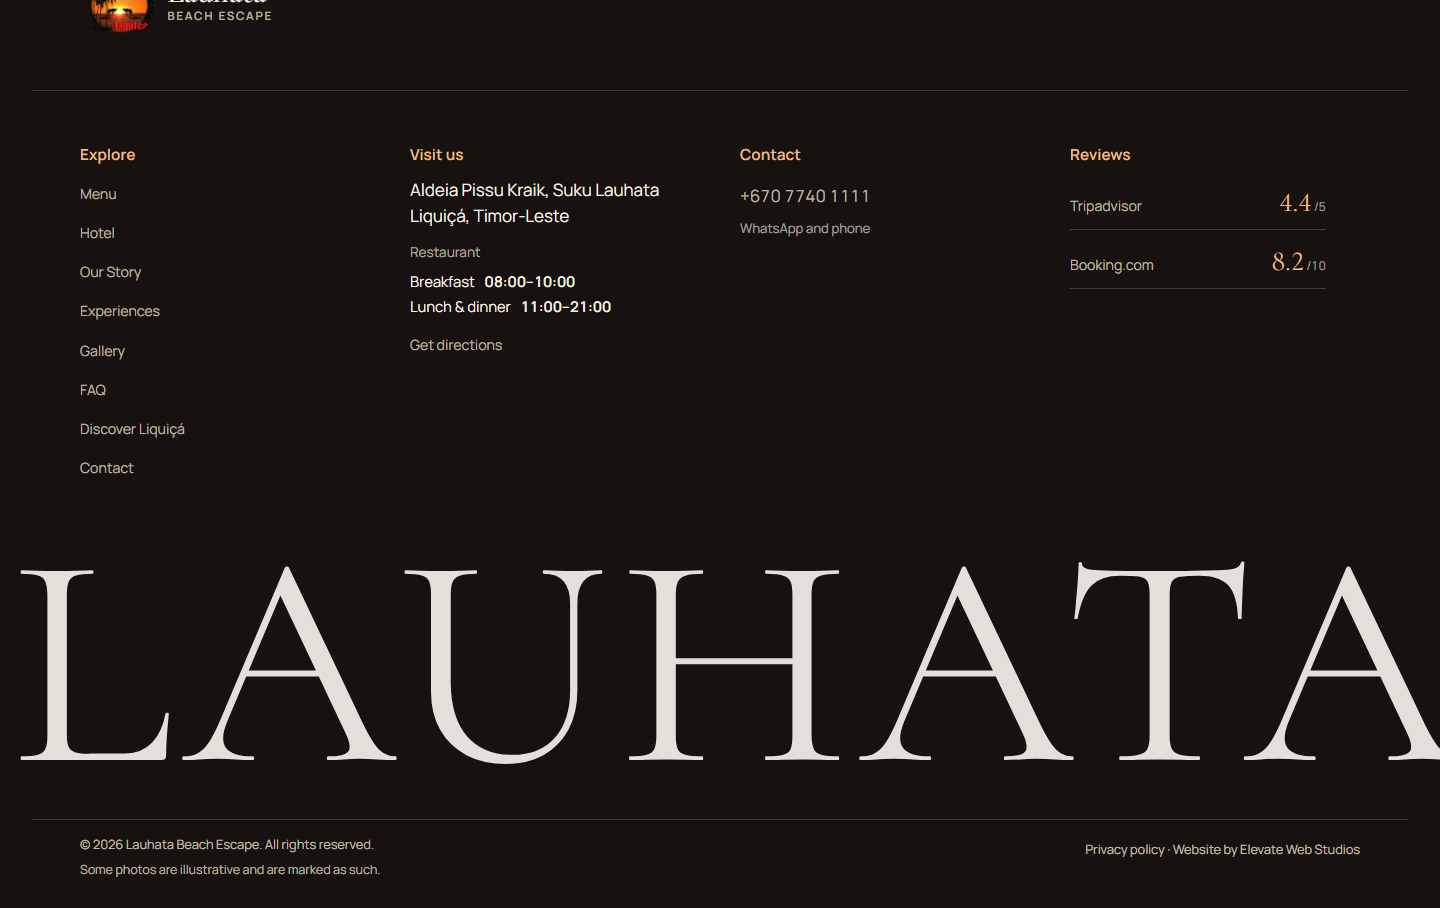 Lauhata
BEACH ESCAPE
Explore
Menu
Hotel
Our Story
Experiences
Gallery
FAQ
Discover Liquiçá
Contact
Visit us
Aldeia Pissu Kraik, Suku Lauhata
Liquiçá, Timor-Leste
Restaurant
Breakfast 08:00–10:00
Lunch & dinner 11:00–21:00
Get directions
Contact
+670 7740 1111
WhatsApp and phone
Reviews
Tripadvisor 4.4 /5
Booking.com 8.2 /10
LAUHATA
© 2026 Lauhata Beach Escape. All rights reserved.
Some photos are illustrative and are marked as such.
Privacy policy · Website by Elevate Web Studios